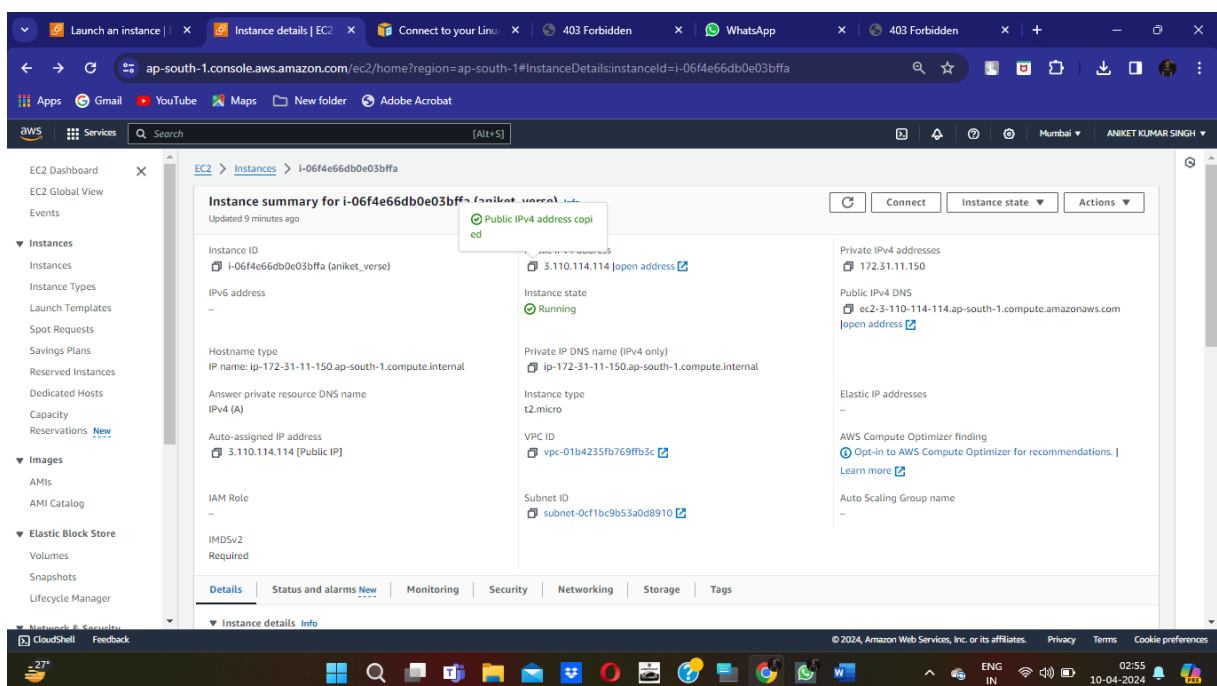 Launch an instance | E
Instance details | EC2
Connect to your Linu
403 Forbidden
WhatsApp
403 Forbidden
ap-south-1.console.aws.amazon.com/ec2/home?region=ap-south-1#InstanceDetails:instanceId=i-06f4e66db0e03bffa
Apps Gmail YouTube Maps New folder Adobe Acrobat
aws Services Search [Alt+S] Mumbai ▼ ANIKET KUMAR SINGH ▼
EC2 Dashboard
EC2 Global View
Events
▼ Instances
Instances
Instance Types
Launch Templates
Spot Requests
Savings Plans
Reserved Instances
Dedicated Hosts
Capacity
Reservations New
▼ Images
AMIs
AMI Catalog
▼ Elastic Block Store
Volumes
Snapshots
Lifecycle Manager
▼ Network & Security
EC2 > Instances > i-06f4e66db0e03bffa
Instance summary for i-06f4e66db0e03bffa (aniket_verse) Info
Updated 9 minutes ago
Connect Instance state ▼ Actions ▼
Public IPv4 address copi
ed
Instance ID
i-06f4e66db0e03bffa (aniket_verse)
Public IPv4 address
3.110.114.114 |open address
Private IPv4 addresses
172.31.11.150
IPv6 address
–
Instance state
Running
Public IPv4 DNS
ec2-3-110-114-114.ap-south-1.compute.amazonaws.com
|open address
Hostname type
IP name: ip-172-31-11-150.ap-south-1.compute.internal
Private IP DNS name (IPv4 only)
ip-172-31-11-150.ap-south-1.compute.internal
Answer private resource DNS name
IPv4 (A)
Instance type
t2.micro
Elastic IP addresses
–
Auto-assigned IP address
3.110.114.114 [Public IP]
VPC ID
vpc-01b4235fb769ffb3c
AWS Compute Optimizer finding
Opt-in to AWS Compute Optimizer for recommendations. |
Learn more
IAM Role
–
Subnet ID
subnet-0cf1bc9b53a0d8910
Auto Scaling Group name
–
IMDSv2
Required
Details Status and alarms New Monitoring Security Networking Storage Tags
▼ Instance details Info
CloudShell Feedback © 2024, Amazon Web Services, Inc. or its affiliates. Privacy Terms Cookie preferences
27°
ENG
IN
02:55
10-04-2024
PRE